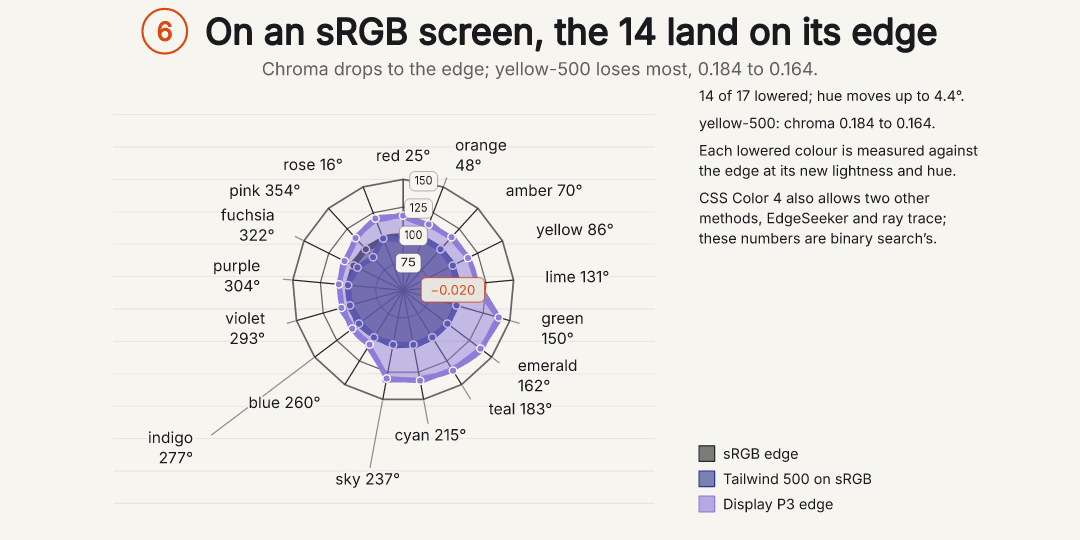 6
On an sRGB screen, the 14 land on its edge
Chroma drops to the edge; yellow-500 loses most, 0.184 to 0.164.
14 of 17 lowered; hue moves up to 4.4°.
yellow-500: chroma 0.184 to 0.164.
Each lowered colour is measured against
the edge at its new lightness and hue.
CSS Color 4 also allows two other
methods, EdgeSeeker and ray trace;
these numbers are binary search’s.
red 25°
orange
48°
amber 70°
yellow 86°
lime 131°
green
150°
emerald
162°
teal 183°
cyan 215°
sky 237°
blue 260°
indigo
277°
violet
293°
purple
304°
fuchsia
322°
pink 354°
rose 16°
150
125
100
75
−0.020
sRGB edge
Tailwind 500 on sRGB
Display P3 edge